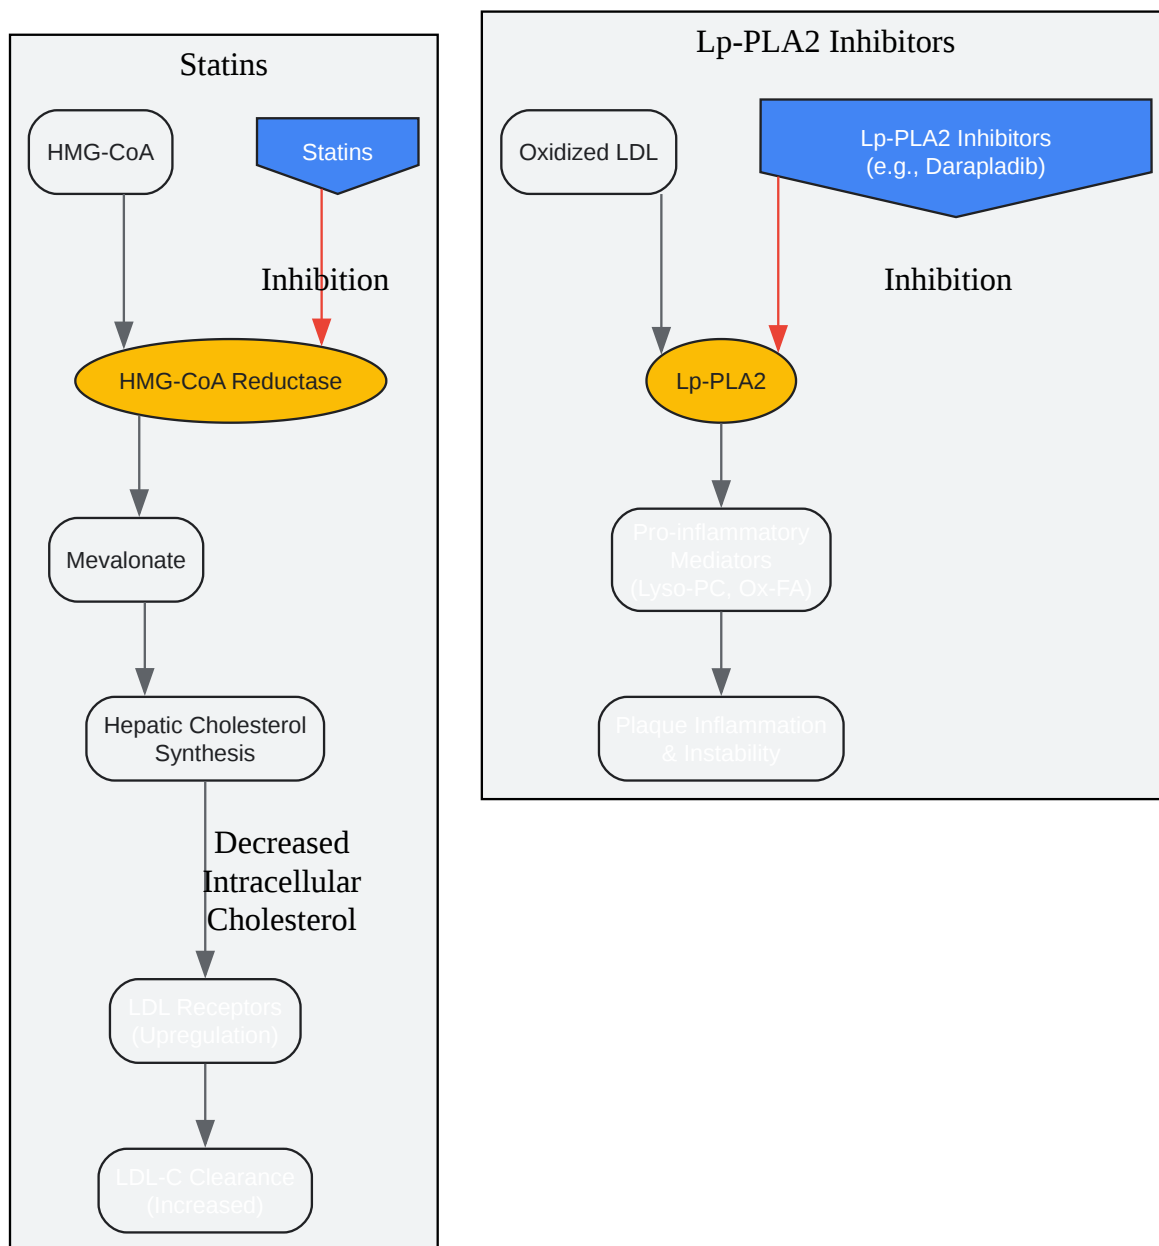 Statins
HMG-CoA
Statins
Inhibition
HMG-CoA Reductase
Mevalonate
Hepatic Cholesterol
Synthesis
Decreased
Intracellular
Cholesterol
LDL Receptors
(Upregulation)
LDL-C Clearance
(Increased)
Lp-PLA2 Inhibitors
Oxidized LDL
Lp-PLA2 Inhibitors
(e.g., Darapladib)
Inhibition
Lp-PLA2
Pro-inflammatory
Mediators
(Lyso-PC, Ox-FA)
Plaque Inflammation
& Instability